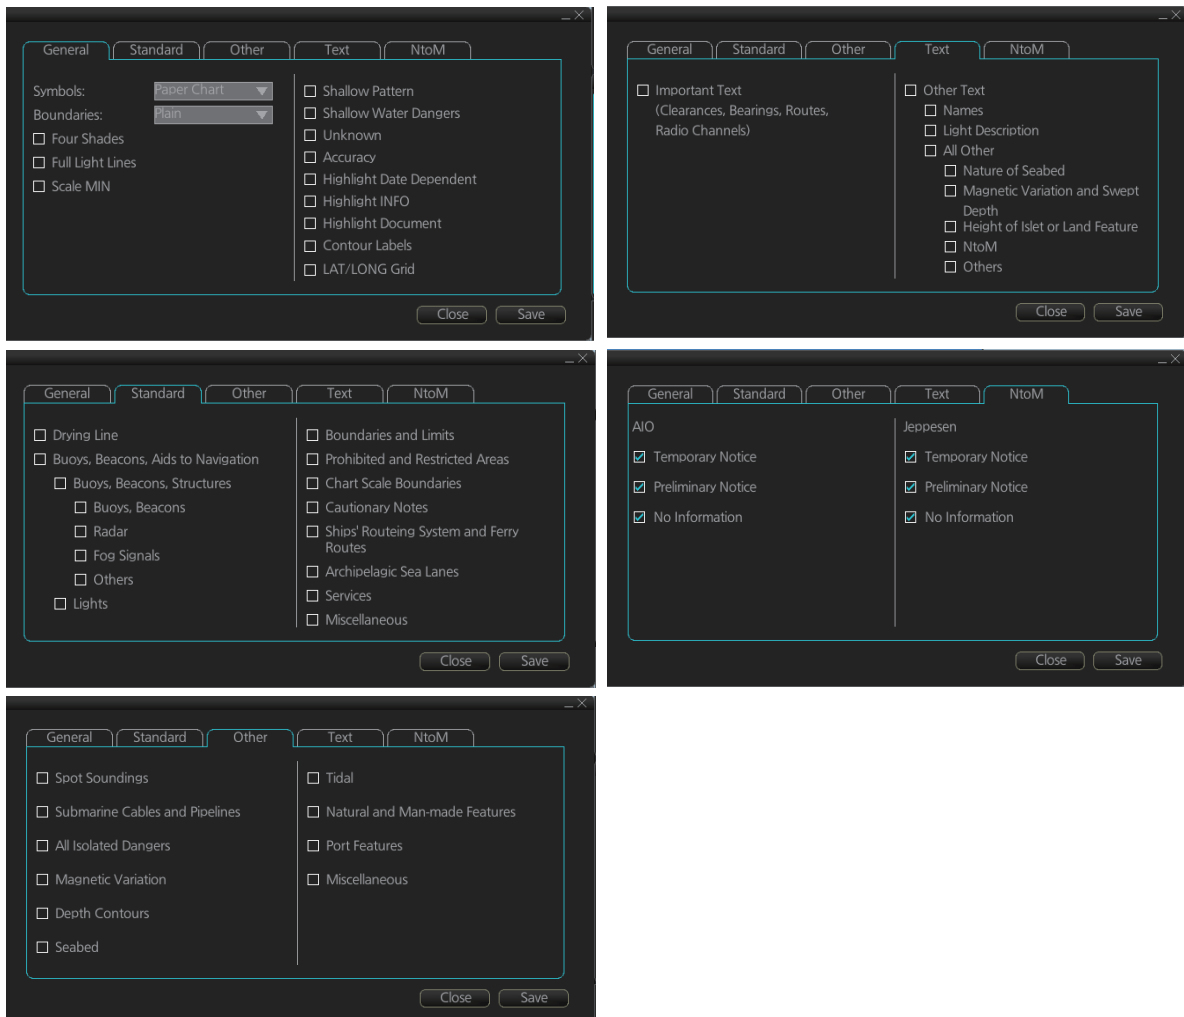 General Standard Other Text NtoM
Symbols: Paper Chart
Boundaries: Plain
Four Shades
Full Light Lines
Scale MIN
Shallow Pattern
Shallow Water Dangers
Unknown
Accuracy
Highlight Date Dependent
Highlight INFO
Highlight Document
Contour Labels
LAT/LONG Grid
Close Save
General Standard Other Text NtoM
Important Text
(Clearances, Bearings, Routes,
Radio Channels)
Other Text
Names
Light Description
All Other
Nature of Seabed
Magnetic Variation and Swept
Depth
Height of Islet or Land Feature
NtoM
Others
Close Save
General Standard Other Text NtoM
Drying Line
Buoys, Beacons, Aids to Navigation
Buoys, Beacons, Structures
Buoys, Beacons
Radar
Fog Signals
Others
Lights
Boundaries and Limits
Prohibited and Restricted Areas
Chart Scale Boundaries
Cautionary Notes
Ships' Routeing System and Ferry
Routes
Archipelagic Sea Lanes
Services
Miscellaneous
Close Save
General Standard Other Text NtoM
AIO
Temporary Notice
Preliminary Notice
No Information
Jeppesen
Temporary Notice
Preliminary Notice
No Information
Close Save
General Standard Other Text NtoM
Spot Soundings
Submarine Cables and Pipelines
All Isolated Dangers
Magnetic Variation
Depth Contours
Seabed
Tidal
Natural and Man-made Features
Port Features
Miscellaneous
Close Save